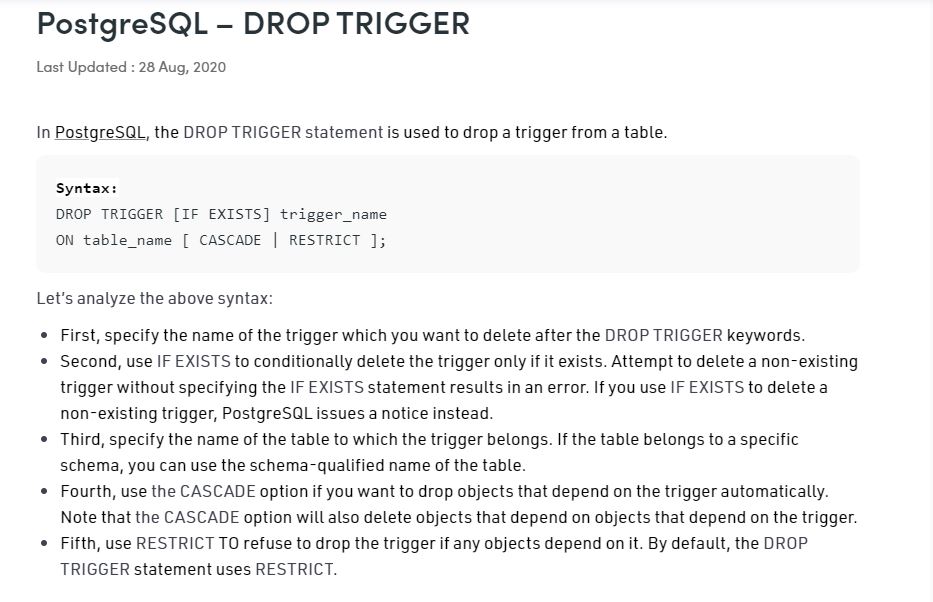 PostgreSQL – DROP TRIGGER
Last Updated : 28 Aug, 2020
In PostgreSQL, the DROP TRIGGER statement is used to drop a trigger from a table.
Syntax:
DROP TRIGGER [IF EXISTS] trigger_name
ON table_name [ CASCADE | RESTRICT ];
Let's analyze the above syntax:
• First, specify the name of the trigger which you want to delete after the DROP TRIGGER keywords.
• Second, use IF EXISTS to conditionally delete the trigger only if it exists. Attempt to delete a non-existing
trigger without specifying the IF EXISTS statement results in an error. If you use IF EXISTS to delete a
non-existing trigger, PostgreSQL issues a notice instead.
• Third, specify the name of the table to which the trigger belongs. If the table belongs to a specific
schema, you can use the schema-qualified name of the table.
• Fourth, use the CASCADE option if you want to drop objects that depend on the trigger automatically.
Note that the CASCADE option will also delete objects that depend on objects that depend on the trigger.
• Fifth, use RESTRICT TO refuse to drop the trigger if any objects depend on it. By default, the DROP
TRIGGER statement uses RESTRICT.